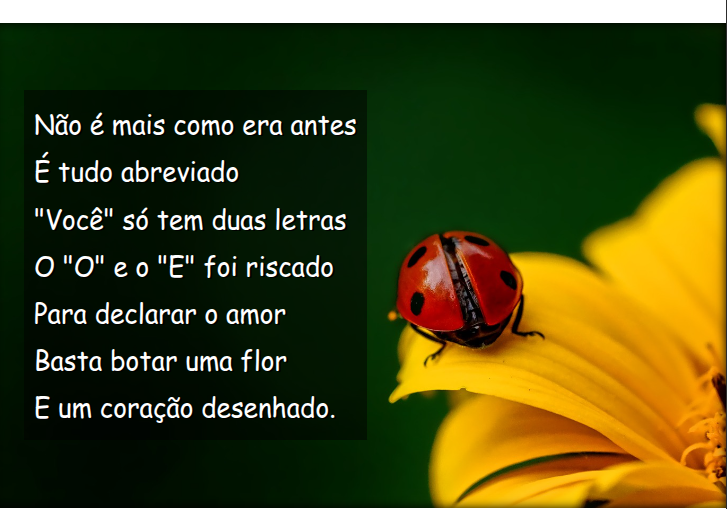 Não é mais como era antes
É tudo abreviado
"Você" só tem duas letras
O "O" e o "E" foi riscado
Para declarar o amor
Basta botar uma flor
E um coração desenhado.